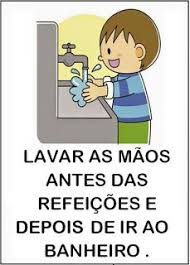 LAVAR AS MÃOS
ANTES DAS
REFEIÇÕES E
DEPOIS DE IR AO
BANHEIRO .